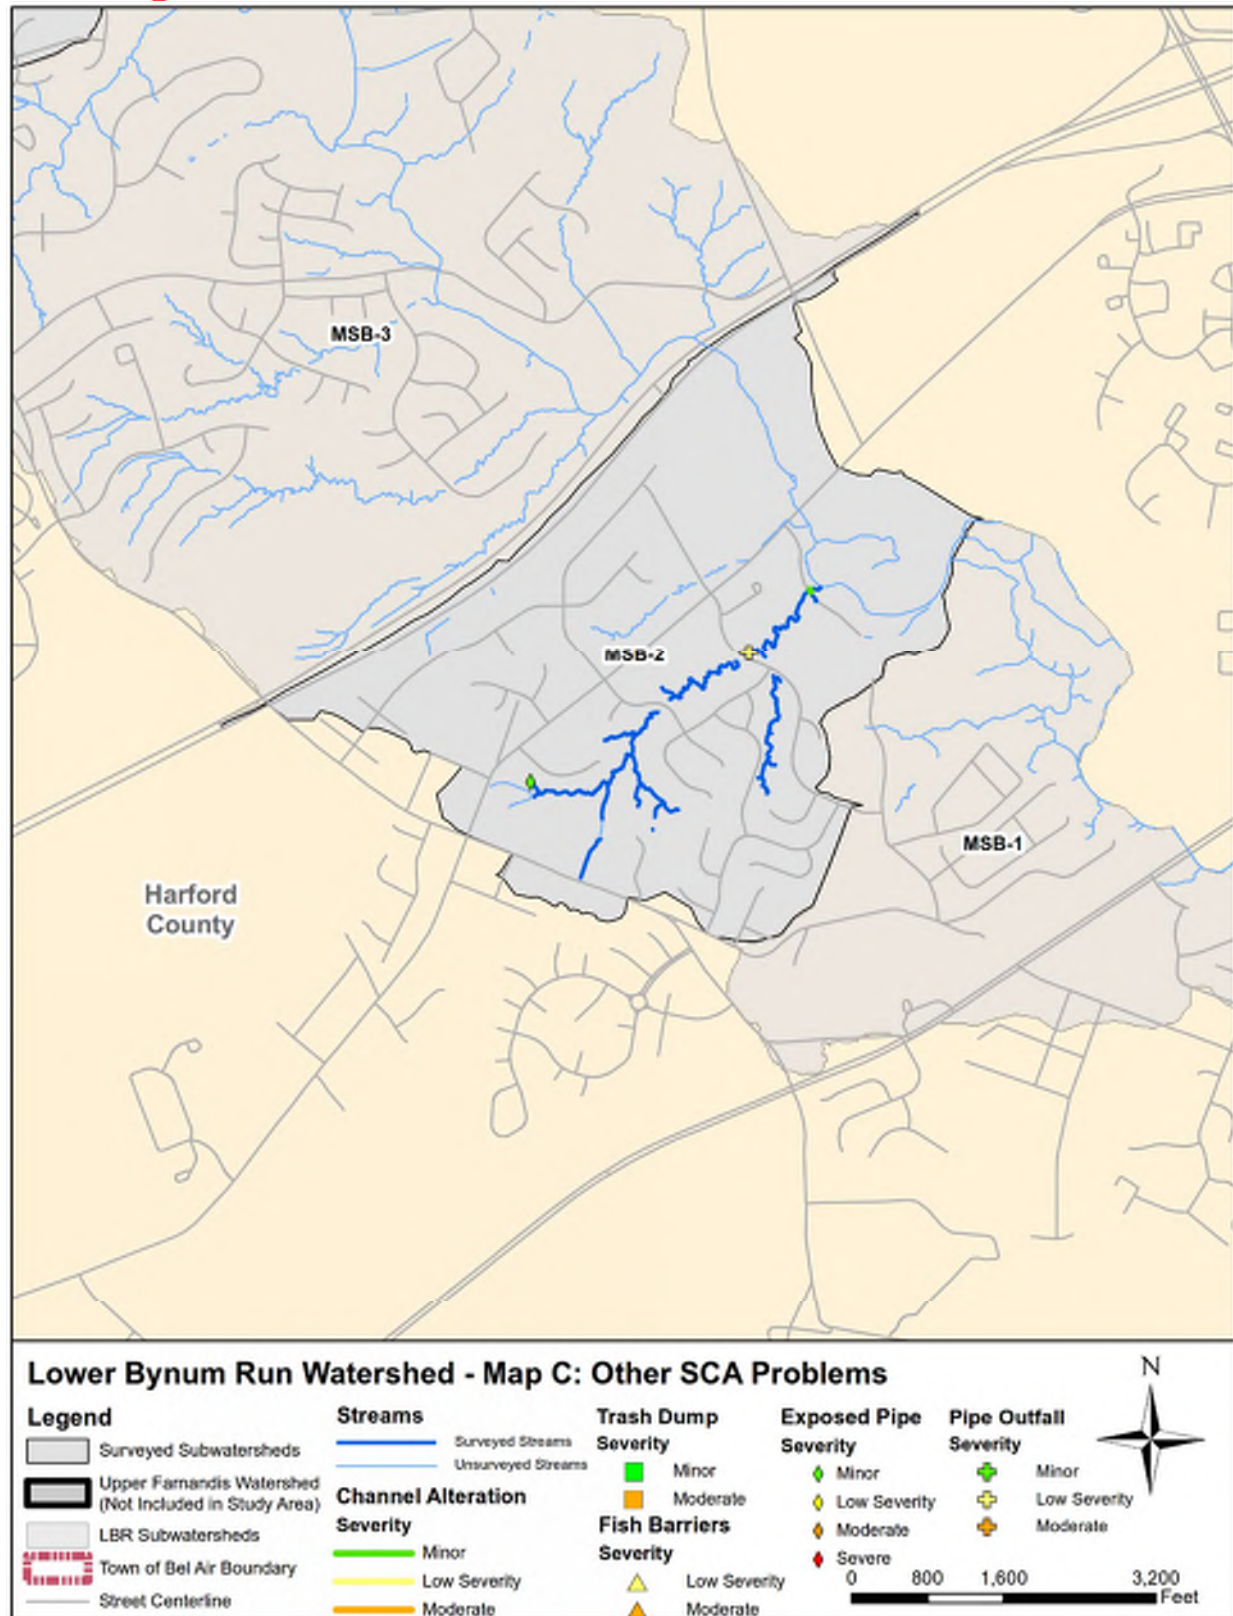 MSB-3
MSB-2
MSB-1
Harford
County
Lower Bynum Run Watershed - Map C: Other SCA Problems
N
Legend
Surveyed Subwatersheds
Upper Farnandis Watershed
(Not Included in Study Area)
LBR Subwatersheds
Town of Bel Air Boundary
Street Centerline
Streams
Surveyed Streams
Unsurveyed Streams
Channel Alteration
Severity
Minor
Low Severity
Moderate
Trash Dump
Severity
Minor
Moderate
Fish Barriers
Severity
Low Severity
Moderate
Exposed Pipe
Severity
Minor
Low Severity
Moderate
Severe
Pipe Outfall
Severity
Minor
Low Severity
Moderate
0 800 1,600 3,200
Feet